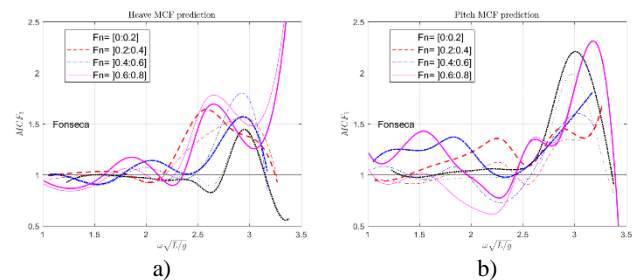 Heave MCF prediction
2.5
2
1.5
1
0.5
MCF₃
Fn= [0:0.2]
Fn= ]0.2:0.4]
Fn= ]0.4:0.6]
Fn= ]0.6:0.8]
Fonseca
1 1.5 2 2.5 3 3.5
ω√L/g
a)
Pitch MCF prediction
2.5
2
1.5
1
0.5
Fn= [0:0.2]
Fn= ]0.2:0.4]
Fn= ]0.4:0.6]
Fn= ]0.6:0.8]
Fonseca
1 1.5 2 2.5 3 3.5
ω√L/g
b)